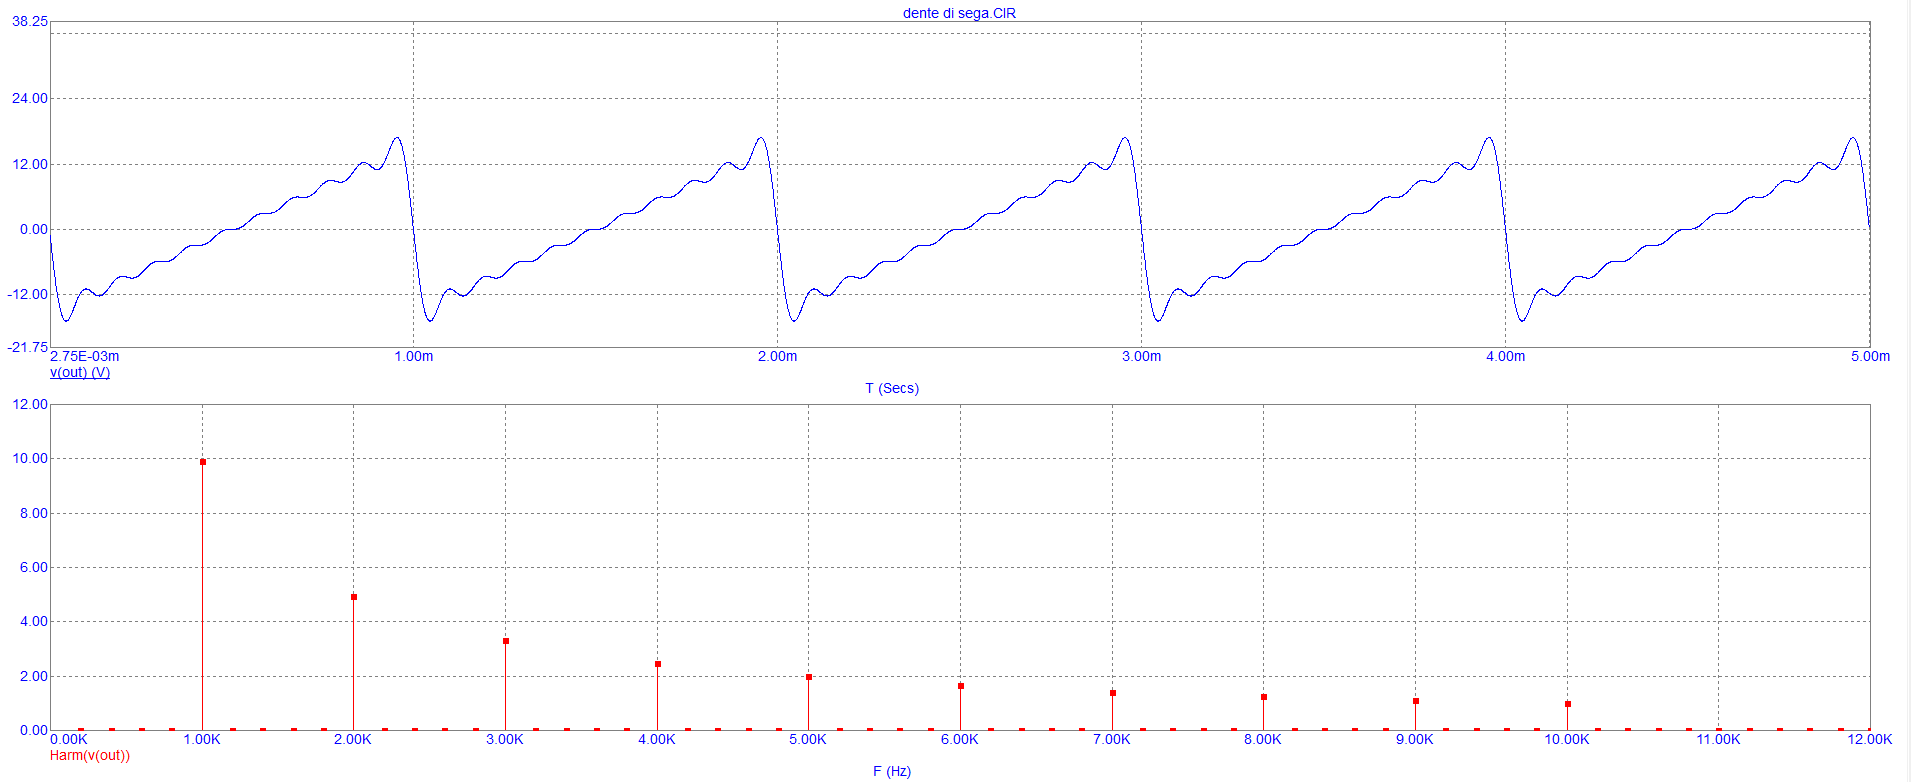 dente di sega.CIR
38.25
24.00
12.00
0.00
-12.00
-21.75
2.75E-03m 1.00m 2.00m 3.00m 4.00m 5.00m
v(out) (V)
T (Secs)
12.00
10.00
8.00
6.00
4.00
2.00
0.00
0.00K 1.00K 2.00K 3.00K 4.00K 5.00K 6.00K 7.00K 8.00K 9.00K 10.00K 11.00K 12.00K
Harm(v(out))
F (Hz)